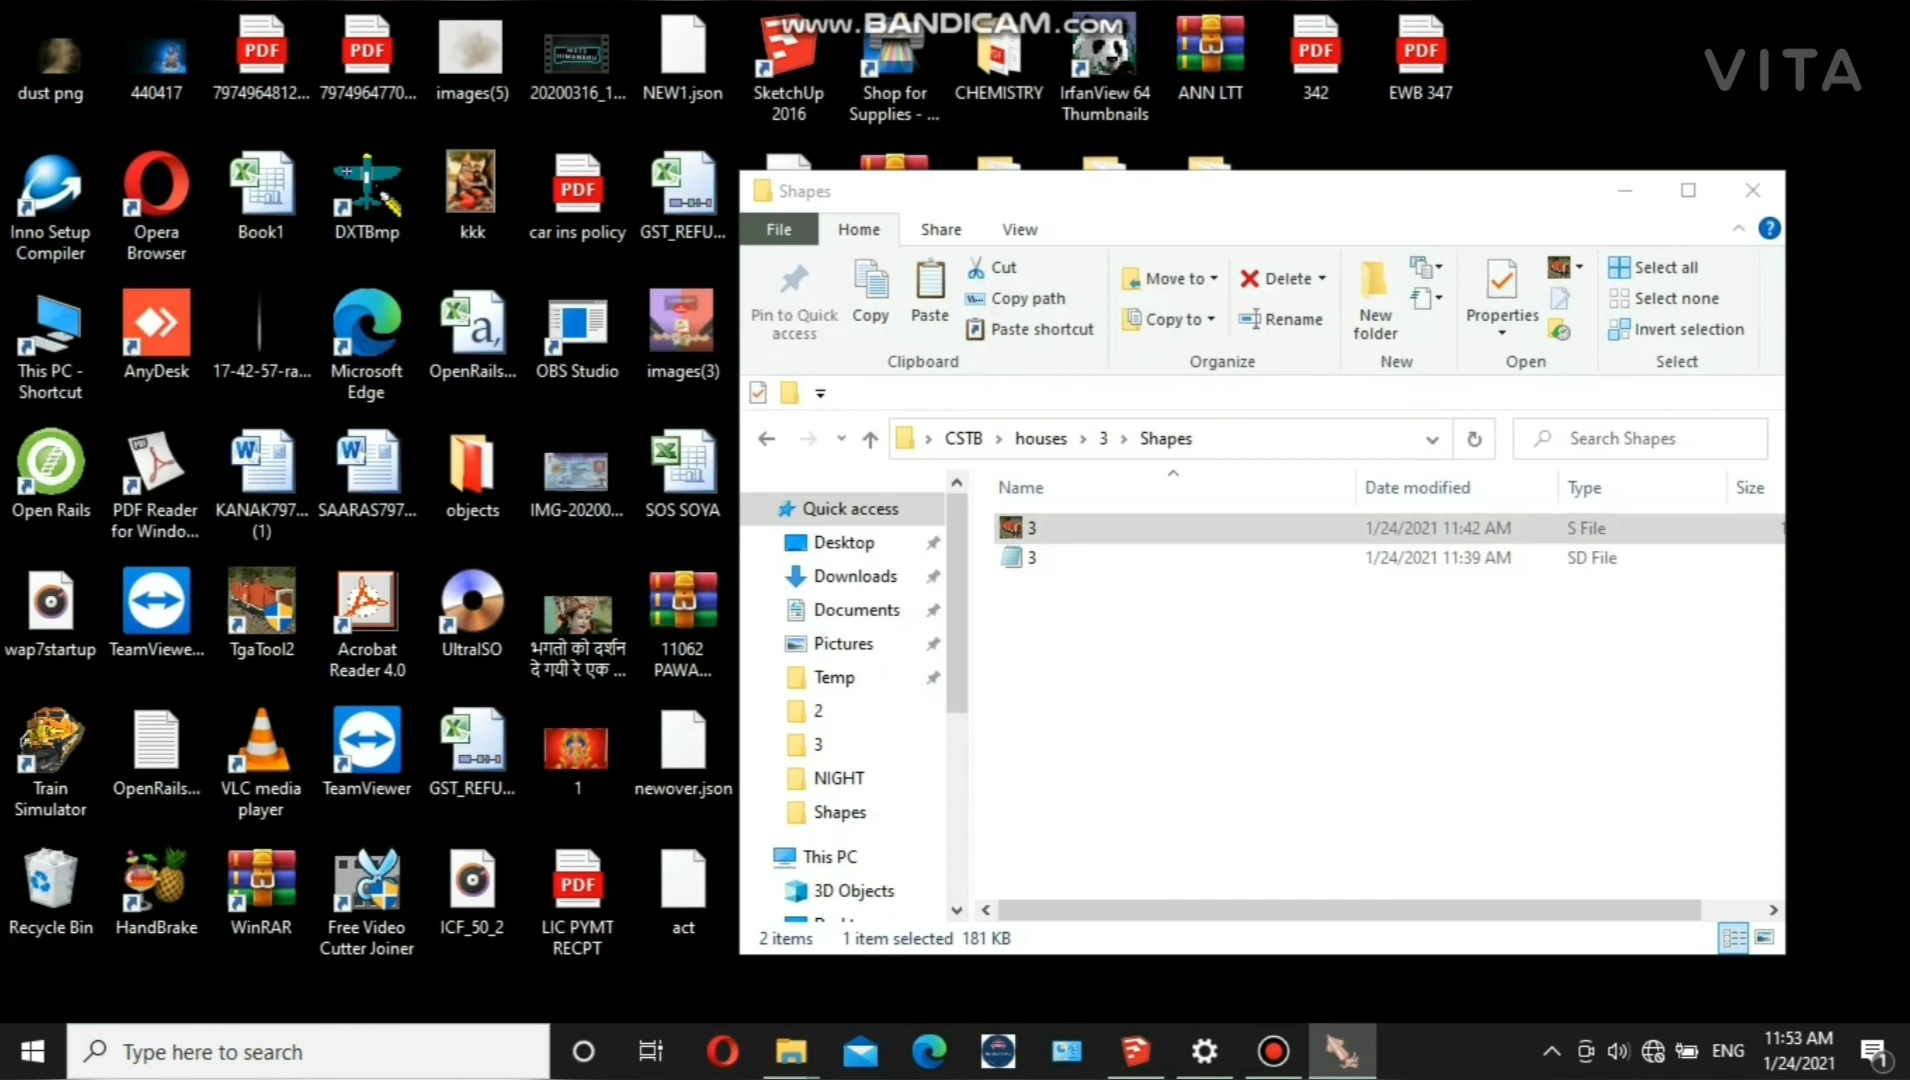 www.BANDICAM.com
VITA
dust png
440417
7974964812...
7974964770...
images(5)
20200316_1...
NEW1.json
SketchUp
2016
Shop for
Supplies - ...
CHEMISTRY
IrfanView 64
Thumbnails
ANN LTT
342
EWB 347
Inno Setup
Compiler
Opera
Browser
Book1
DXTBmp
kkk
car ins policy
GST_REFU...
This PC -
Shortcut
AnyDesk
17-42-57-ra...
Microsoft
Edge
OpenRails...
OBS Studio
images(3)
Open Rails
PDF Reader
for Windo...
KANAK797...
(1)
SAARAS797...
objects
IMG-20200...
SOS SOYA
wap7startup
TeamViewe...
TgaTool2
Acrobat
Reader 4.0
UltraISO
भगतो को दर्शन
दे गयी रे एक ...
11062
PAWA...
Train
Simulator
OpenRails...
VLC media
player
TeamViewer
GST_REFU...
1
newover.json
Recycle Bin
HandBrake
WinRAR
Free Video
Cutter Joiner
ICF_50_2
LIC PYMT
RECPT
act
PDF
PDF
PDF
PDF
PDF
PDF
Shapes
File
Home
Share
View
Pin to Quick
access
Copy
Paste
Cut
Copy path
Paste shortcut
Clipboard
Move to
Copy to
Delete
Rename
Organize
New
folder
New
Properties
Open
Select all
Select none
Invert selection
Select
CSTB > houses > 3 > Shapes
Search Shapes
Name
Date modified
Type
Size
3
1/24/2021 11:42 AM
S File
3
1/24/2021 11:39 AM
SD File
Quick access
Desktop
Downloads
Documents
Pictures
Temp
2
3
NIGHT
Shapes
This PC
3D Objects
2 items
1 item selected 181 KB
Type here to search
ENG
11:53 AM
1/24/2021
1